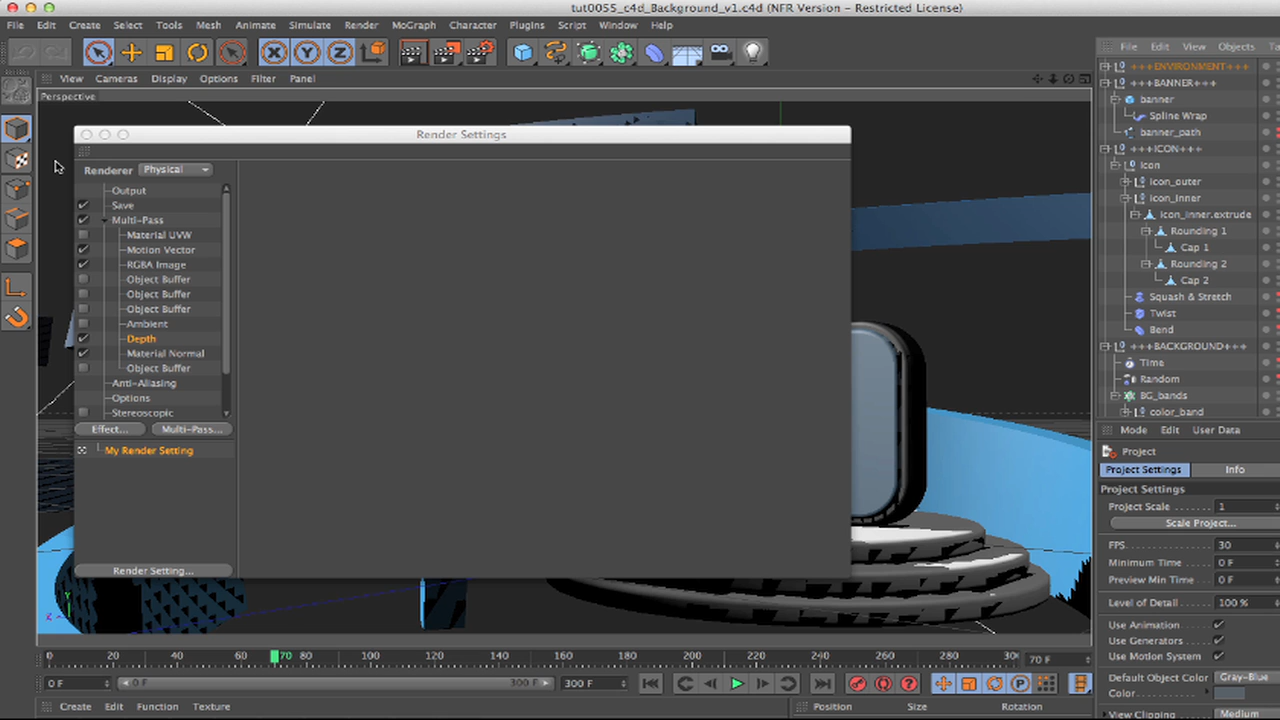 tut0055_c4d_Background_v1.c4d (NFR Version - Restricted License)
File Edit Create Select Tools Mesh Animate Simulate Render MoGraph Character Plugins Script Window Help
File Edit View Objects
View Cameras Display Options Filter Panel
Perspective
Render Settings
Renderer Physical
Output
Save
Multi-Pass
Material UVW
Motion Vector
RGBA Image
Object Buffer
Object Buffer
Object Buffer
Ambient
Depth
Material Normal
Object Buffer
Anti-Aliasing
Options
Stereoscopic
Effect... Multi-Pass...
My Render Setting
Render Setting...
+++ENVIRONMENT+++
+++BANNER+++
banner
Spline Wrap
banner_path
+++ICON+++
icon
icon_outer
icon_inner
icon_inner.extrude
Rounding 1
Cap 1
Rounding 2
Cap 2
Squash & Stretch
Twist
Bend
+++BACKGROUND+++
Time
Random
BG_bands
color_band
Mode Edit User Data
Project
Project Settings Info
Project Settings
Project Scale 1
Scale Project...
FPS 30
Minimum Time 0 F
Preview Min Time 0 F
Level of Detail 100 %
Use Animation
Use Generators
Use Motion System
Default Object Color Gray-Blue
Color
View Clipping Medium
Y
X
0 20 40 60 70 80 100 120 140 160 180 200 220 240 260 280 70 F
0 F 0 F 300 F 300 F
Create Edit Function Texture
Position Size Rotation